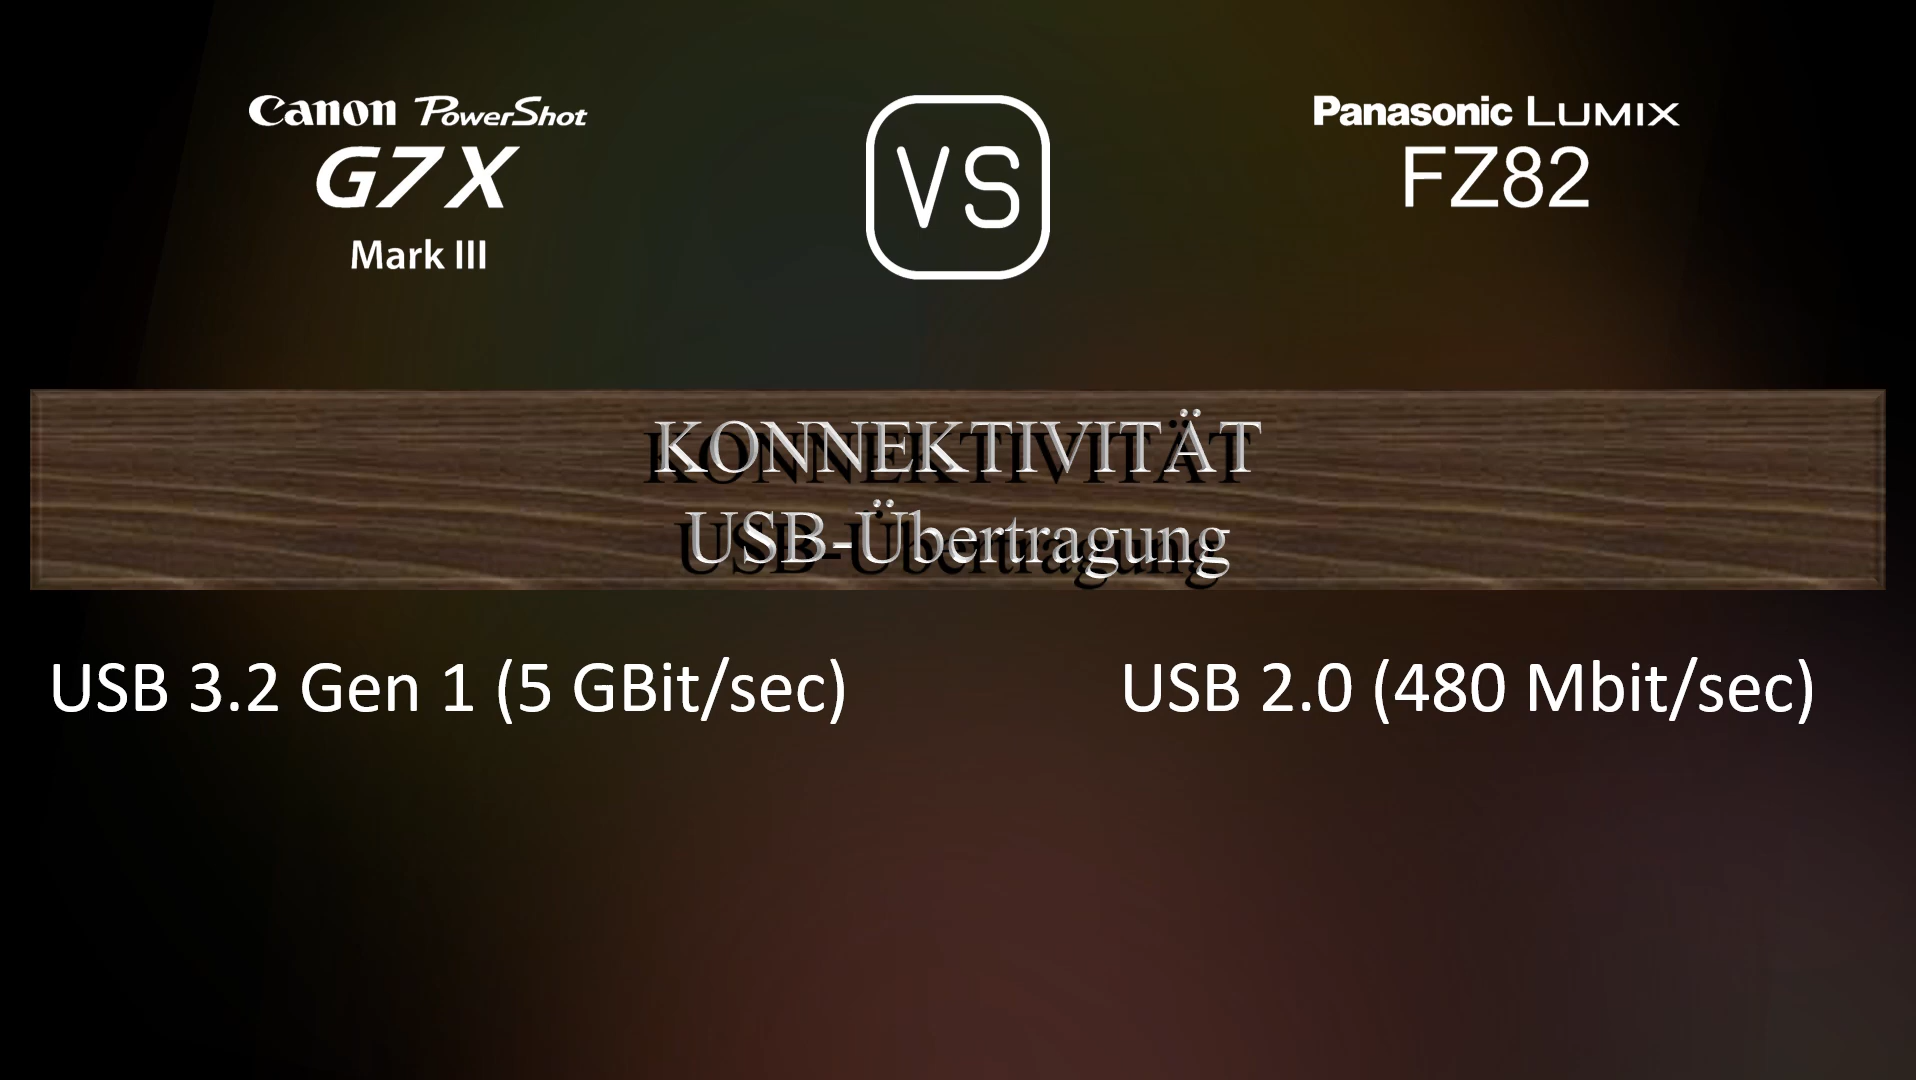 Canon PowerShot
G7 X
Mark III
VS
Panasonic LUMIX
FZ82
KONNEKTIVITÄT
USB-Übertragung
USB 3.2 Gen 1 (5 GBit/sec)
USB 2.0 (480 Mbit/sec)